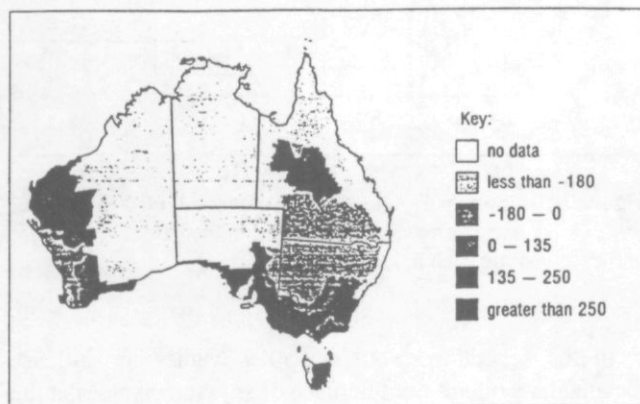 Key:
no data
less than -180
-180 — 0
0 — 135
135 — 250
greater than 250